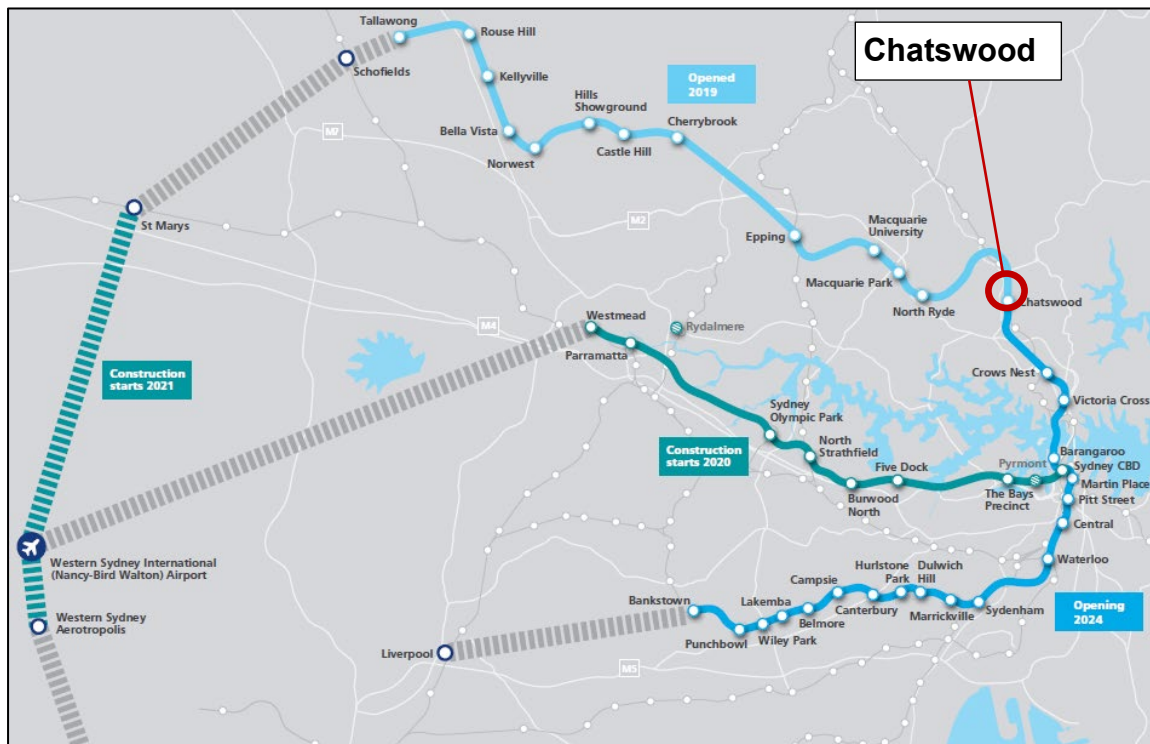 Tallawong
Rouse Hill
Chatswood
Schofields
Kellyville
Opened
2019
Hills
Showground
Cherrybrook
M7
Bella Vista
Castle Hill
Norwest
St Marys
M2
Epping
Macquarie
University
Macquarie Park
North Ryde
Chatswood
Westmead
Rydalmere
M4
Parramatta
Construction
starts 2021
Crows Nest
Victoria Cross
Sydney
Olympic Park
North
Strathfield
Construction
starts 2020
Five Dock
Pyrmont
Barangaroo
Sydney CBD
Martin Place
Pitt Street
Burwood
North
The Bays
Precinct
Central
Western Sydney International
(Nancy-Bird Walton) Airport
Waterloo
Campsie
Hurlstone
Park
Dulwich
Hill
Bankstown
Lakemba
Belmore
Canterbury
Marrickville
Sydenham
Opening
2024
Western Sydney
Aerotropolis
Punchbowl
Wiley Park
Liverpool
M5